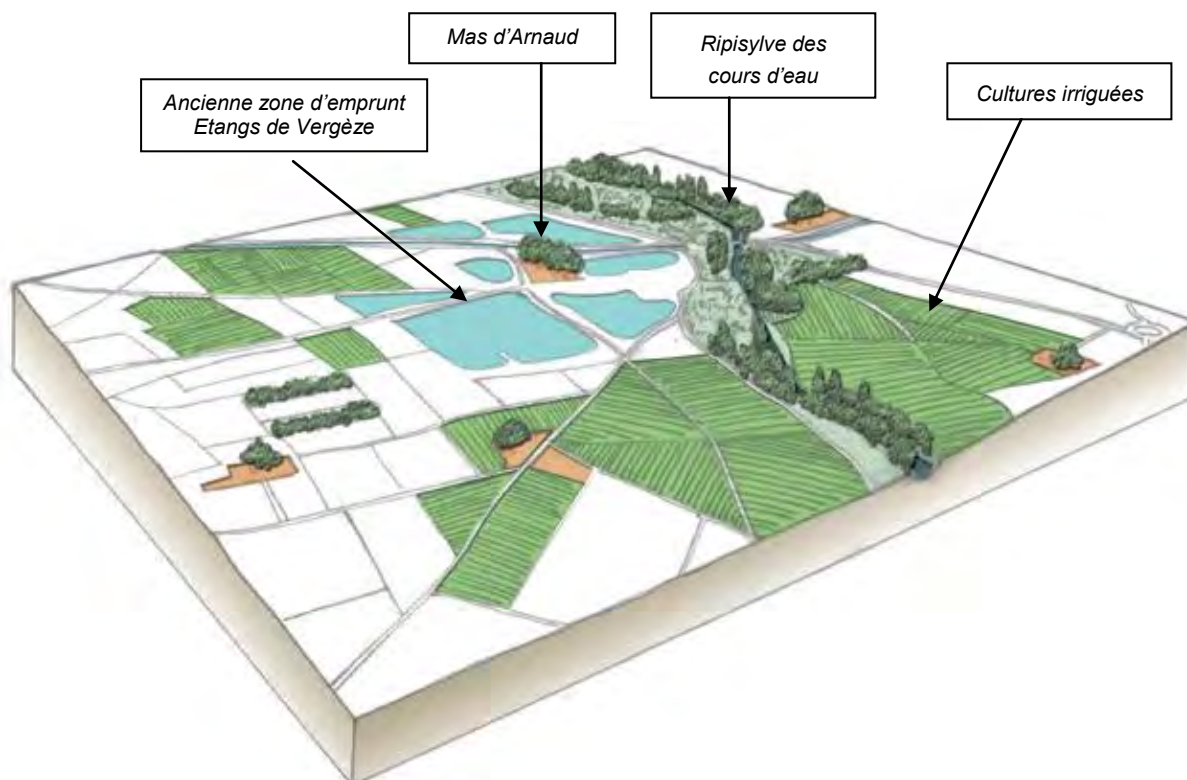 Mas d'Arnaud
Ripisylve des
cours d'eau
Ancienne zone d'emprunt
Etangs de Vergèze
Cultures irriguées